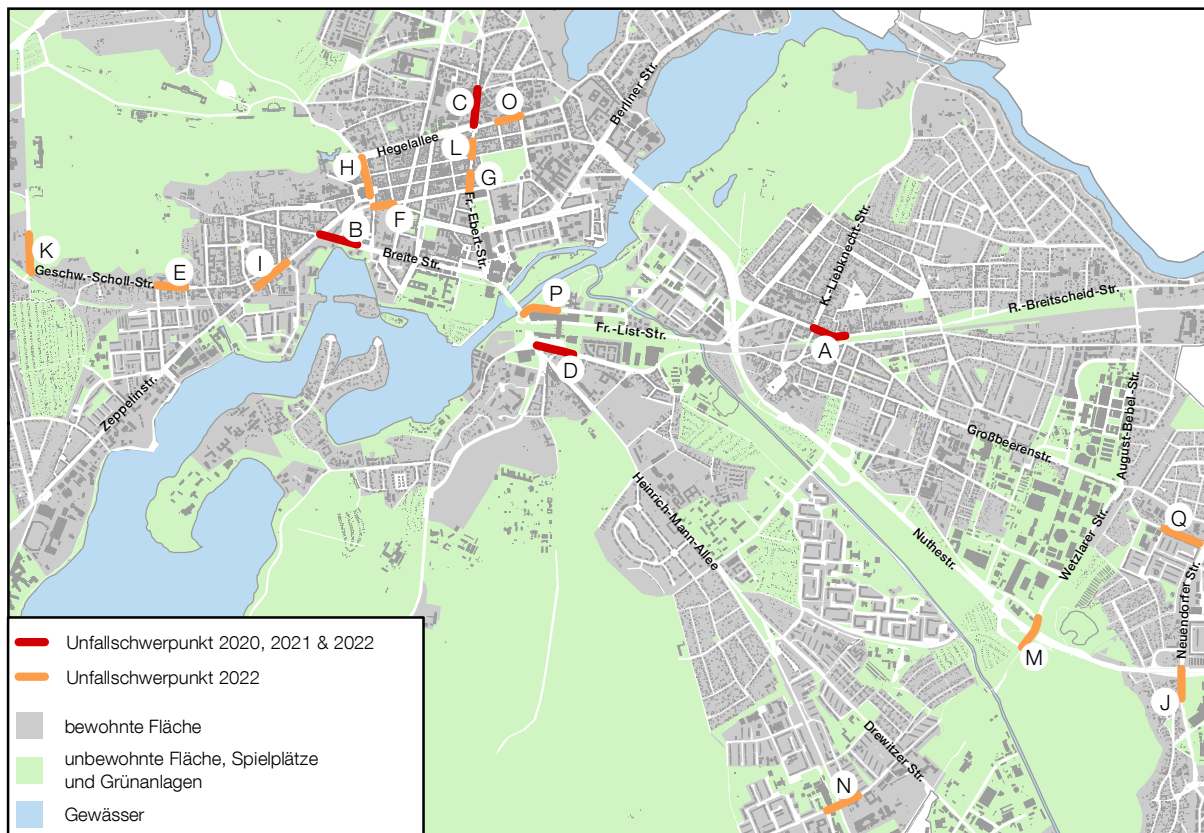 C
O
Berliner Str.
Hegelallee
L
H
G
F
Fr.-Ebert-Str.
B
Breite Str.
K
Geschw.-Scholl-Str.
E
I
P
Fr.-List-Str.
K.-Liebknecht-Str.
R.-Breitscheid-Str.
A
D
Zeppelinstr.
Großbeerenstr.
August-Bebel-Str.
Heinrich-Mann-Allee
Nuthestr.
Wetzlarer Str.
Q
Neuendorfer Str.
M
J
Drewitzer Str.
N
Unfallschwerpunkt 2020, 2021 & 2022
Unfallschwerpunkt 2022
bewohnte Fläche
unbewohnte Fläche, Spielplätze
und Grünanlagen
Gewässer